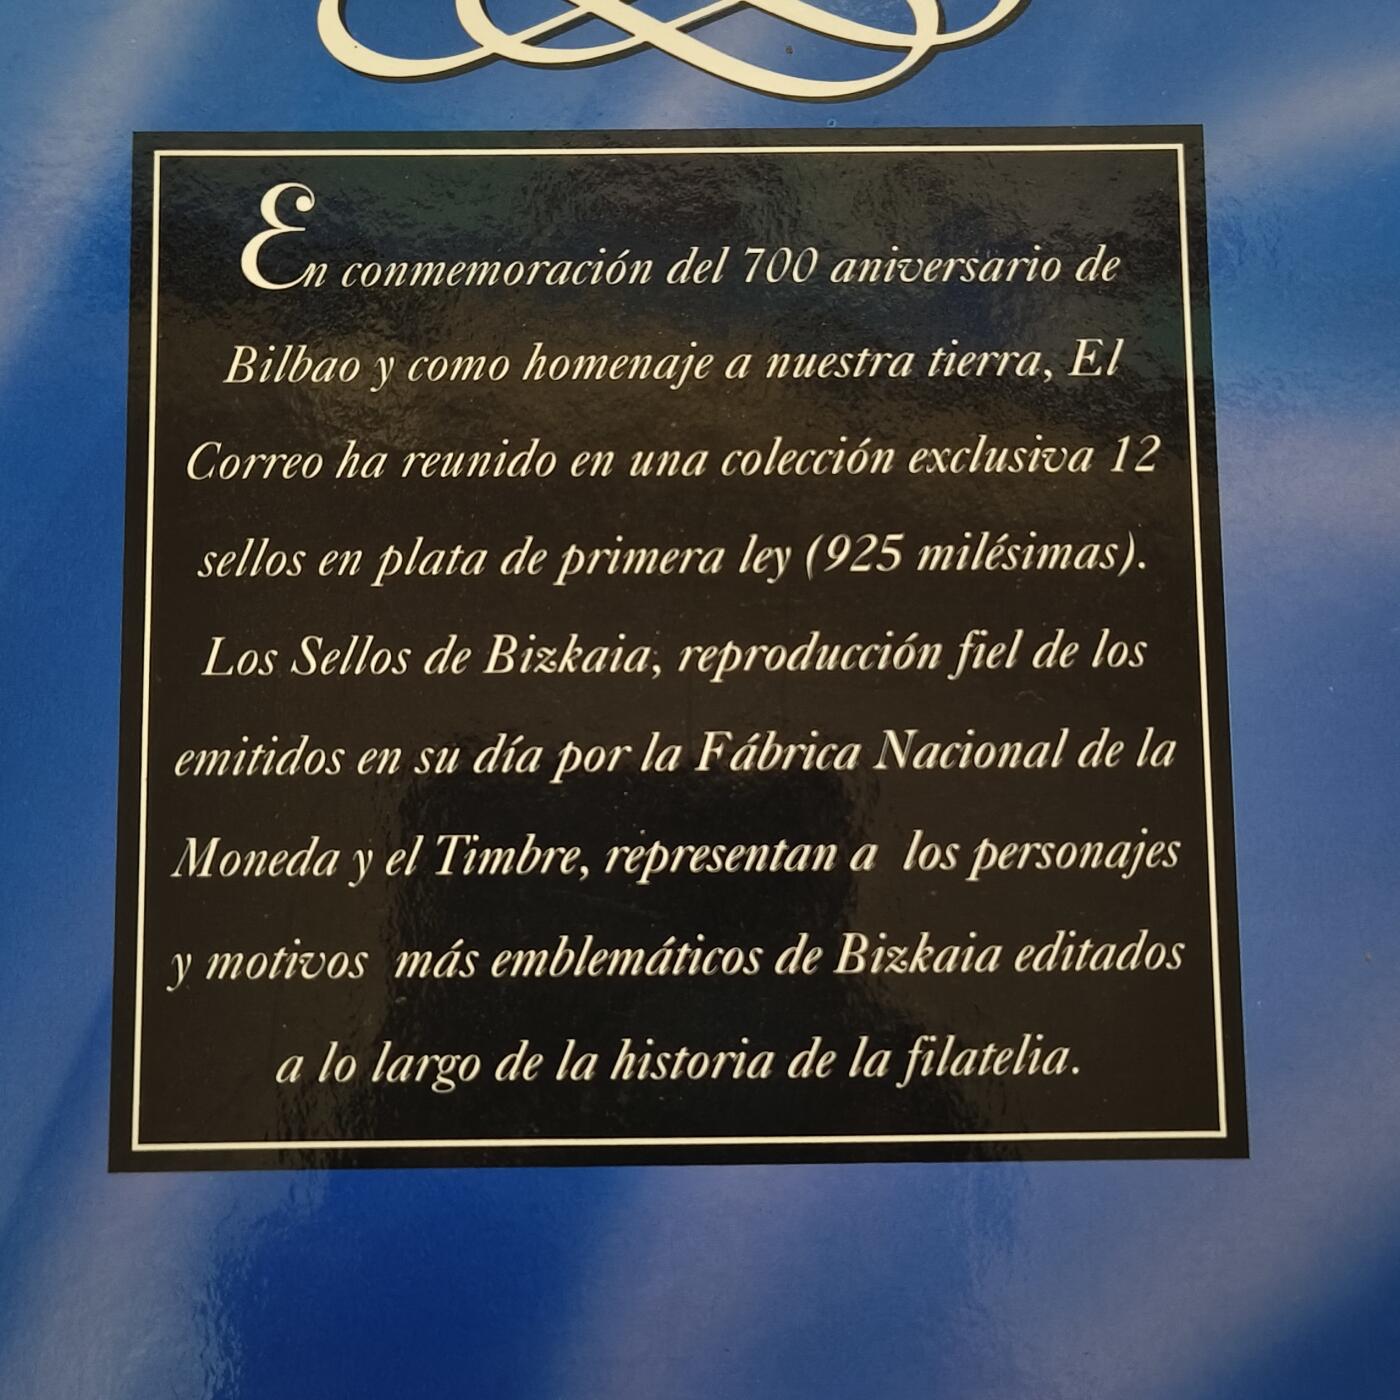 En conmemoración del 700 aniversario de
Bilbao y como homenaje a nuestra tierra, El
Correo ha reunido en una colección exclusiva 12
sellos en plata de primera ley (925 milésimas).
Los Sellos de Bizkaia, reproducción fiel de los
emitidos en su día por la Fábrica Nacional de la
Moneda y el Timbre, representan a los personajes
y motivos más emblemáticos de Bizkaia editados
a lo largo de la historia de la filatelia.